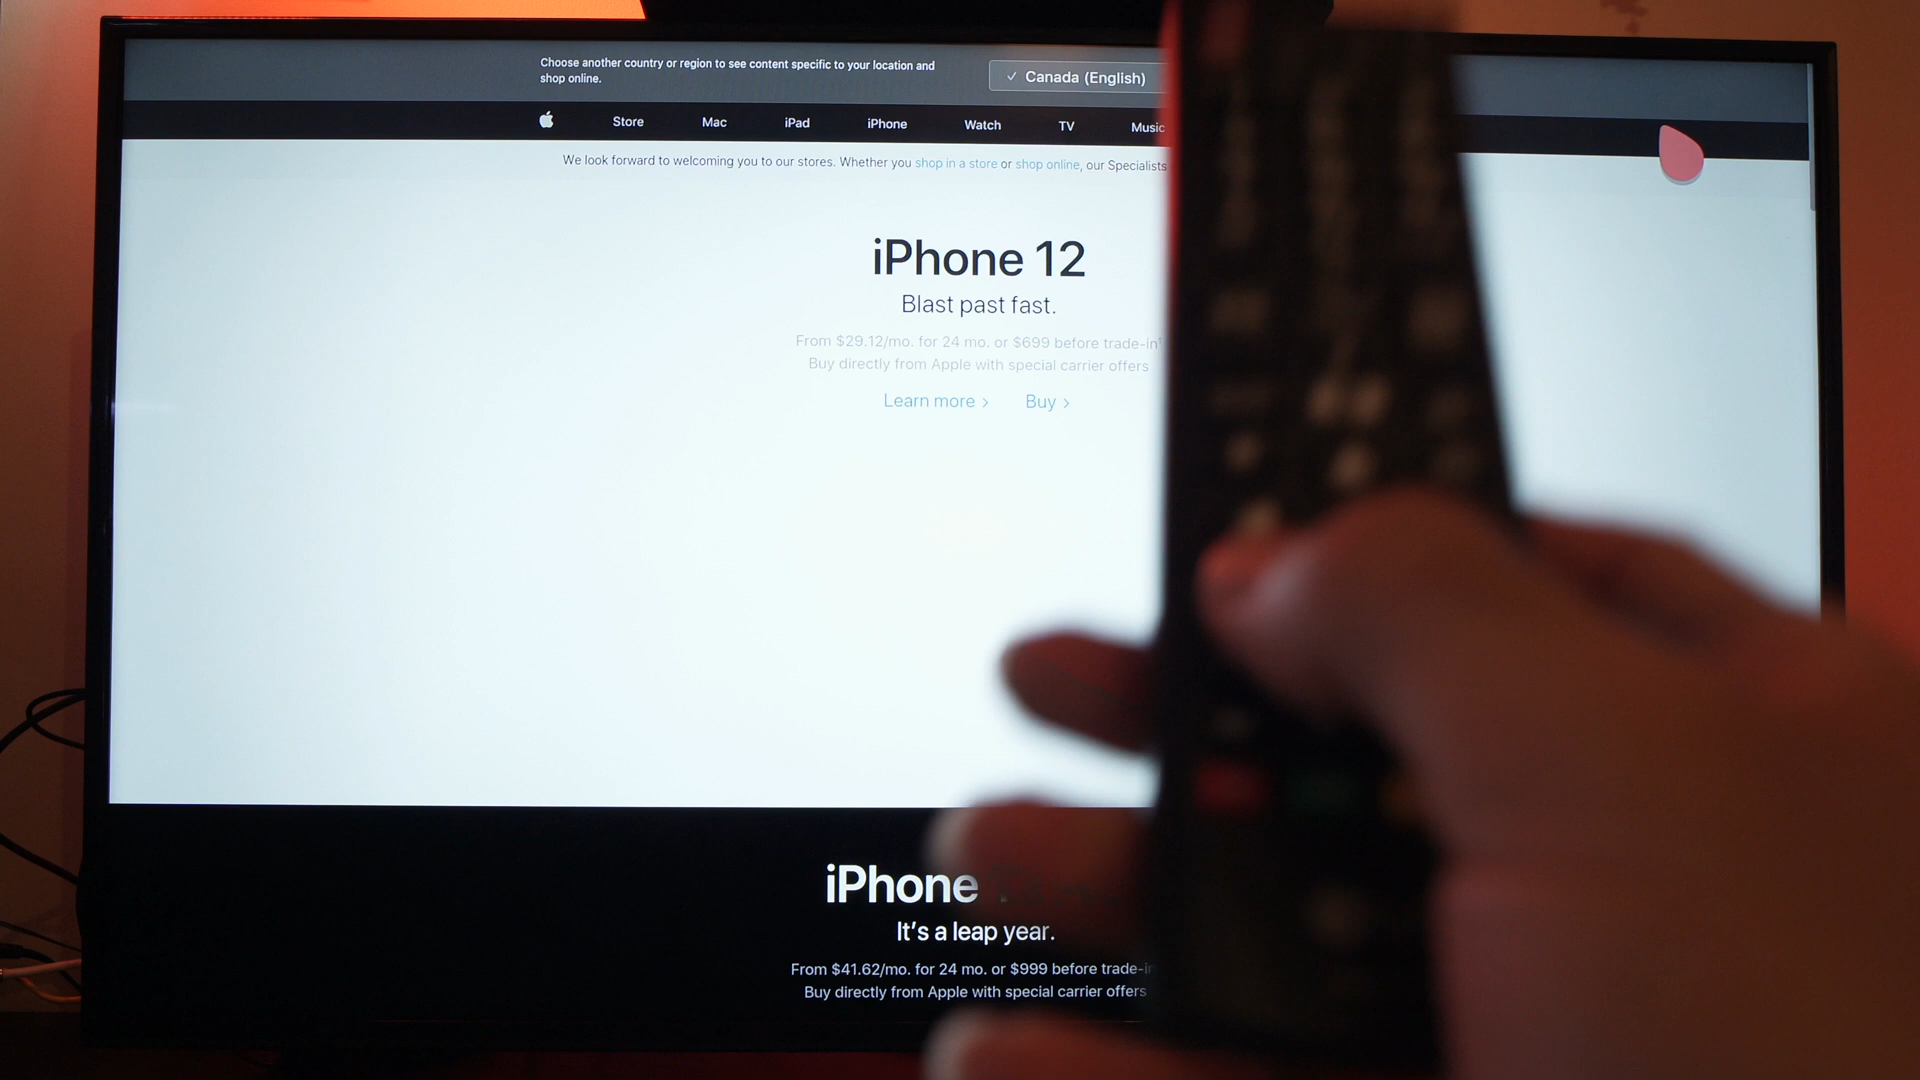 Choose another country or region to see content specific to your location and
shop online.
✓ Canada (English)
Store Mac iPad iPhone Watch TV Music
We look forward to welcoming you to our stores. Whether you shop in a store or shop online, our Specialists
iPhone 12
Blast past fast.
From $29.12/mo. for 24 mo. or $699 before trade-in
Buy directly from Apple with special carrier offers
Learn more >
Buy >
iPhone
It's a leap year.
From $41.62/mo. for 24 mo. or $999 before
Buy directly from Apple with special carrier offers